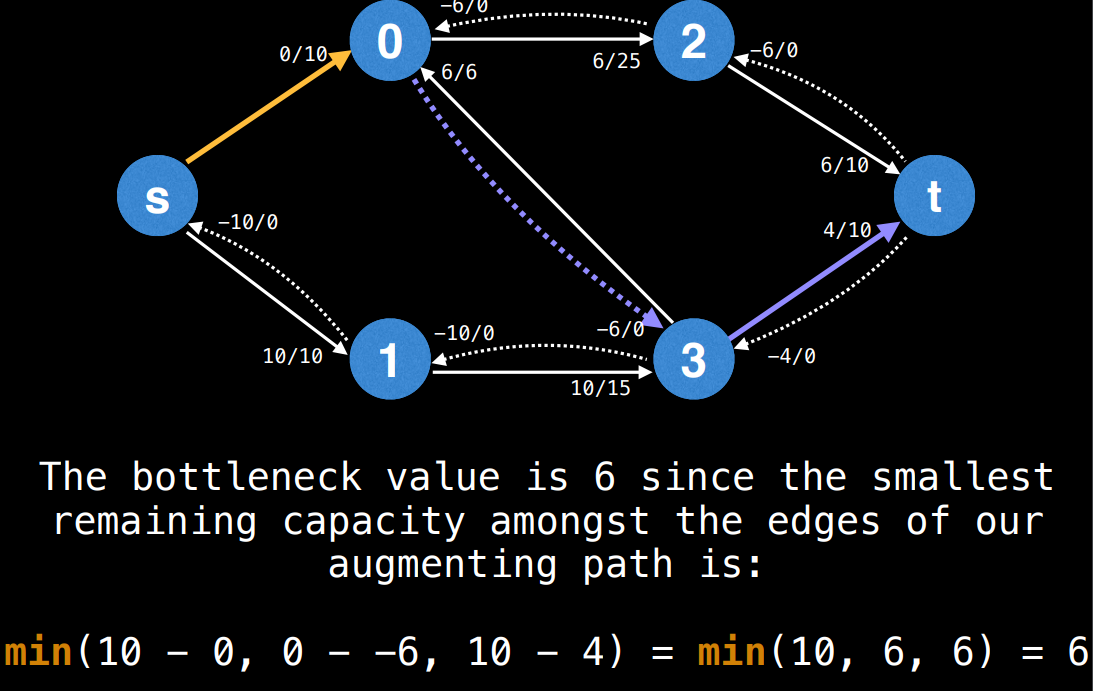 −6/0
0
2
0/10
6/25
−6/0
6/6
6/10
s
t
−10/0
4/10
−10/0
−6/0
10/10
1
3
−4/0
10/15
The bottleneck value is 6 since the smallest
remaining capacity amongst the edges of our
augmenting path is:
min(10 − 0, 0 − −6, 10 − 4) = min(10, 6, 6) = 6